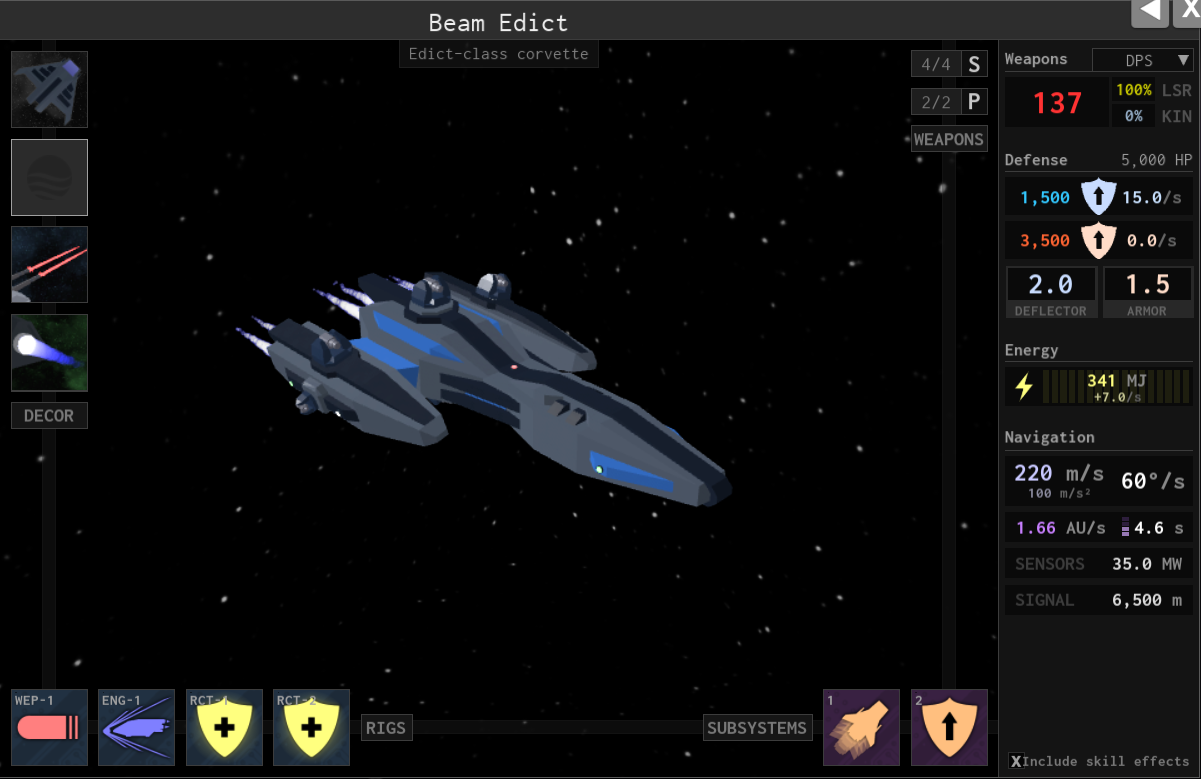 Beam Edict
Edict-class corvette
X
4/4 S
2/2 P
WEAPONS
DECOR
WEP-1
ENG-1
RCT-1
RCT-2
RIGS
SUBSYSTEMS
1
2
Weapons DPS
137
100% LSR
0% KIN
Defense 5,000 HP
1,500 15.0/s
3,500 0.0/s
2.0 1.5
DEFLECTOR ARMOR
Energy
341 MJ
+7.0/s
Navigation
220 m/s 60°/s
100 m/s²
1.66 AU/s 4.6 s
SENSORS 35.0 MW
SIGNAL 6,500 m
X Include skill effects